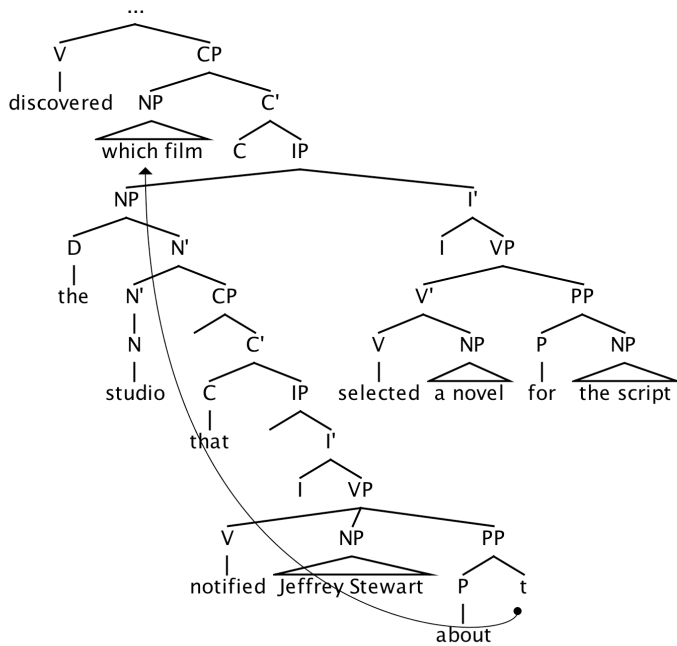 ...
V CP
discovered NP C'
which film C IP
NP I'
D N' I VP
the N' CP V' PP
N C' V NP P NP
studio C IP selected a novel for the script
that I'
I VP
V NP PP
notified Jeffrey Stewart P t
about